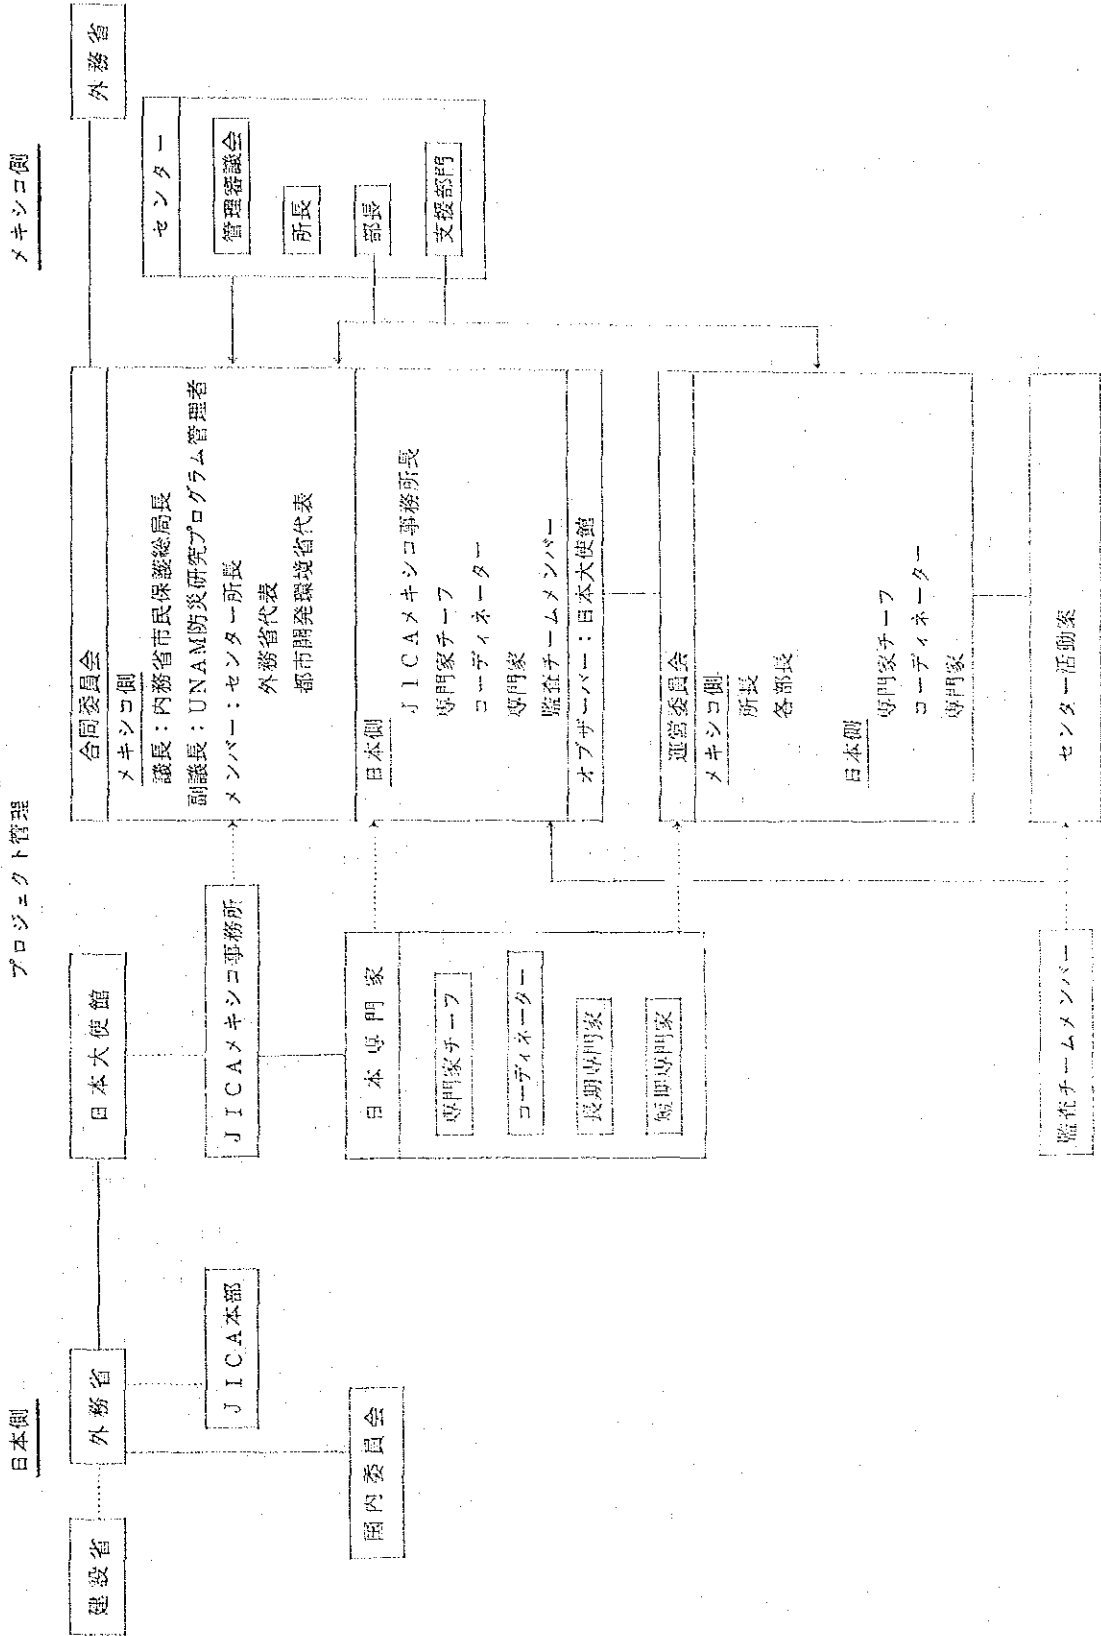 プロジェクト管理
日本側
メキシコ側
建設省
外務省
日本大使館
外務省
JICA本部
国内委員会
JICAメキシコ事務所
日本専門家
専門家チーフ
コーディネーター
長期専門家
短期専門家
監査チームメンバー
合同委員会
メキシコ側
議長：内務省市民保護総局長
副議長：UNAM防災研究プログラム管理者
メンバー：センター所長
外務省代表
都市開発環境省代表
日本側
JICAメキシコ事務所長
専門家チーフ
コーディネーター
専門家
監査チームメンバー
オブザーバー：日本大使館
運営委員会
メキシコ側
所長
各部長
日本側
専門家チーフ
コーディネーター
専門家
センター活動案
センター
管理審議会
所長
部長
支援部門